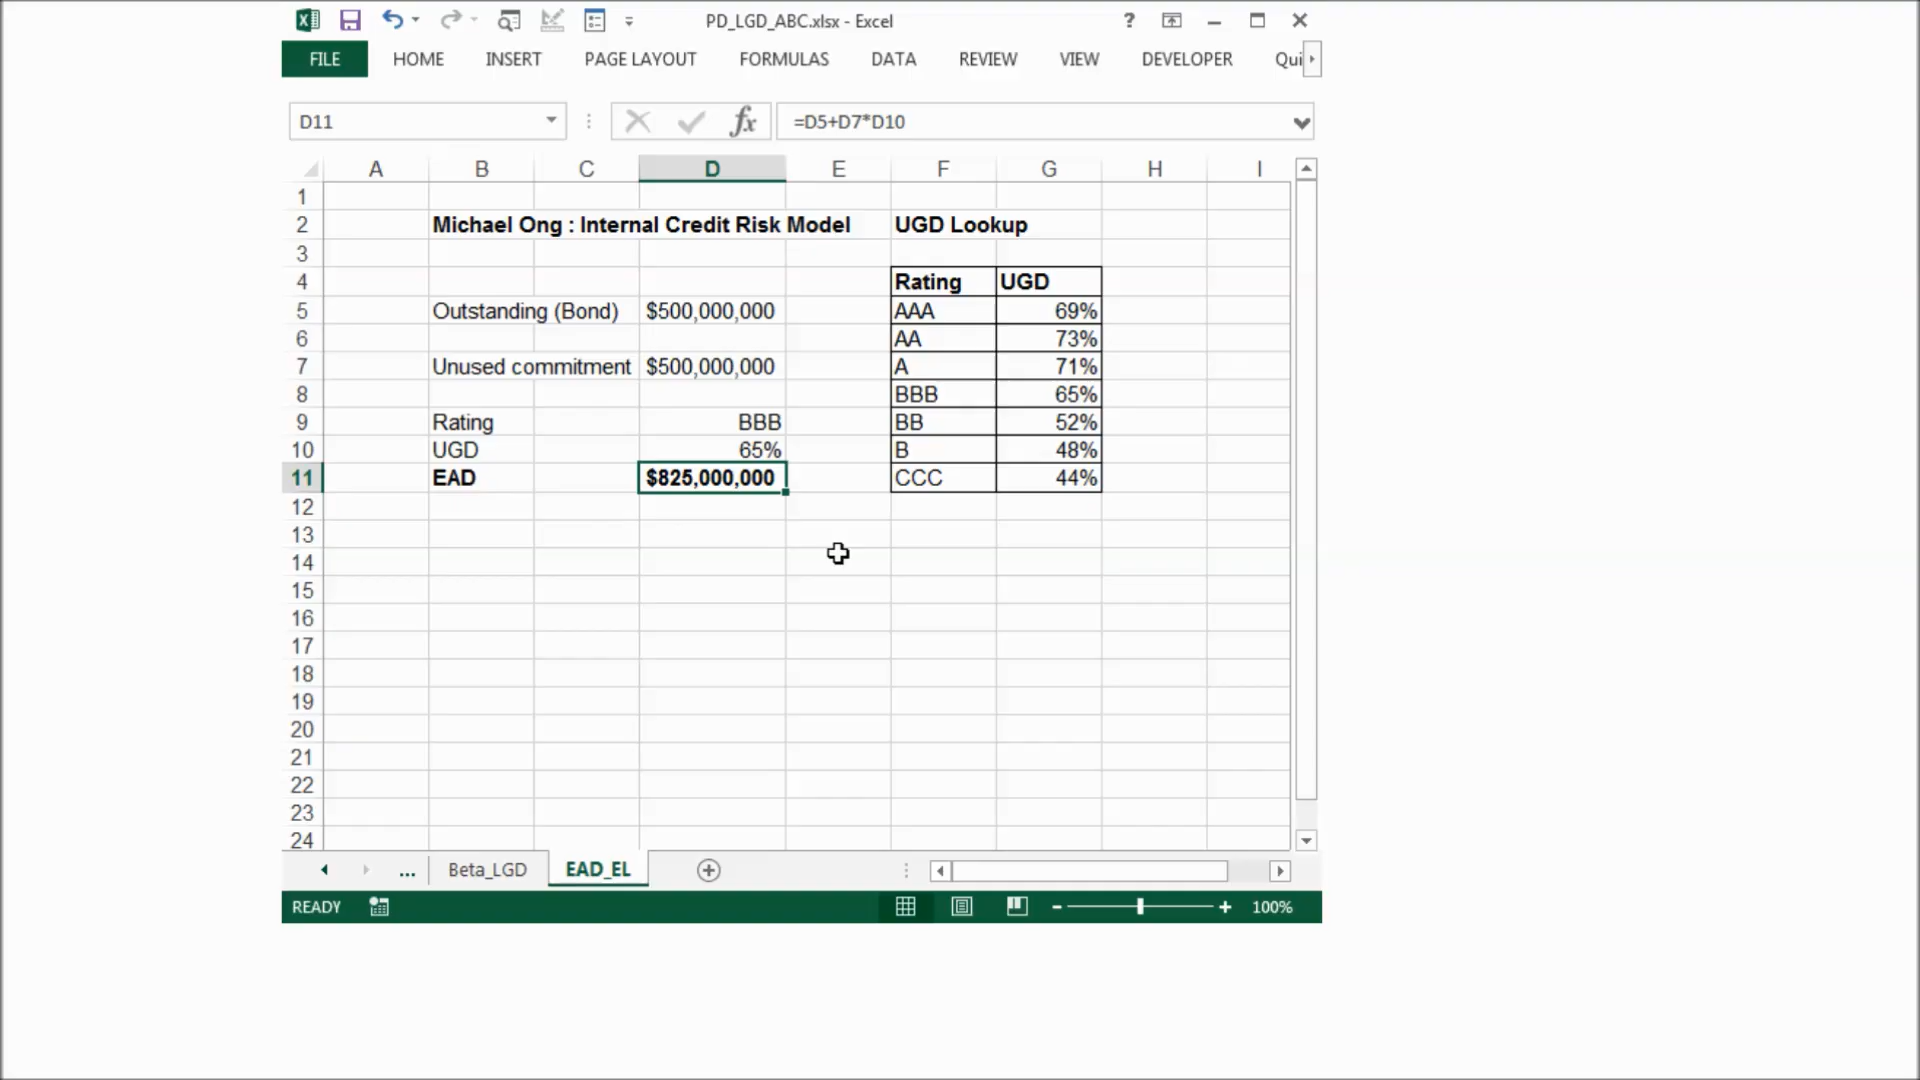 PD_LGD_ABC.xlsx - Excel
?
FILE HOME INSERT PAGE LAYOUT FORMULAS DATA REVIEW VIEW DEVELOPER Qui
D11 fx =D5+D7*D10
A B C D E F G H I
1
2 Michael Ong : Internal Credit Risk Model UGD Lookup
3
4 Rating UGD
5 Outstanding (Bond) $500,000,000 AAA 69%
6 AA 73%
7 Unused commitment $500,000,000 A 71%
8 BBB 65%
9 Rating BBB BB 52%
10 UGD 65% B 48%
11 EAD $825,000,000 CCC 44%
12
13
14
15
16
17
18
19
20
21
22
23
24
... Beta_LGD EAD_EL
READY 100%